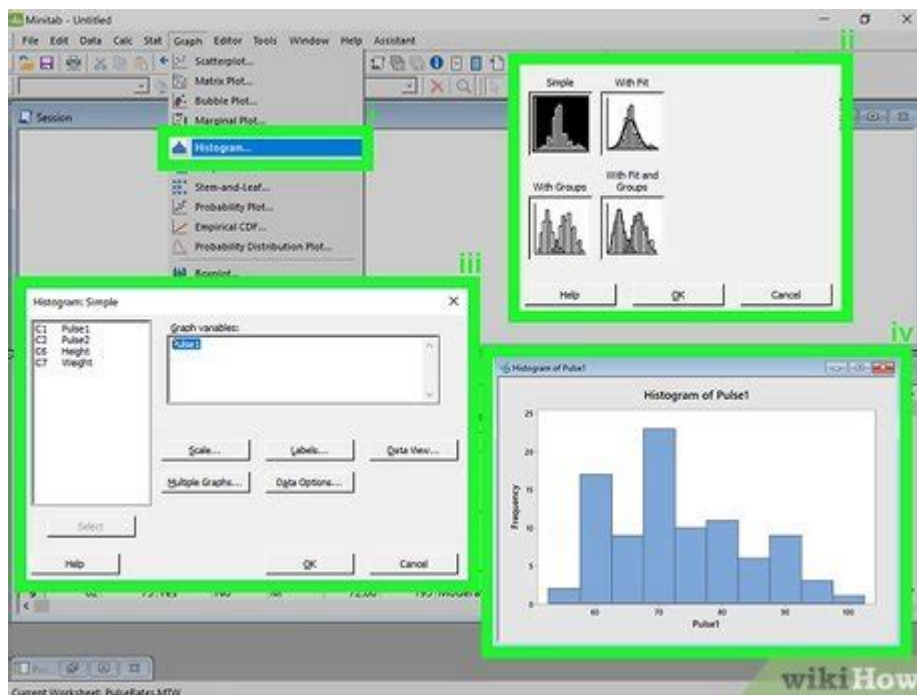 Minitab - Untitled
File Edit Data Calc Stat Graph Editor Tools Window Help Assistant
Scatterplot...
Matrix Plot...
Bubble Plot...
Marginal Plot...
Session
i
Histogram...
Stem-and-Leaf...
Probability Plot...
Empirical CDF...
Probability Distribution Plot...
Boxplot...
ii
Simple With Fit
With Groups With Fit and Groups
Help OK Cancel
iii
Histogram: Simple
C1 Pulse1
C2 Pulse2
C6 Height
C7 Weight
Graph variables:
Pulse1
Scale... Labels... Data View...
Multiple Graphs... Data Options...
Select
Help OK Cancel
iv
Histogram of Pulse1
Histogram of Pulse1
25
20
15
10
5
0
Frequency
60 70 80 90 100
Pulse1
Current Worksheet: PulseRates.MTW
wikiHow